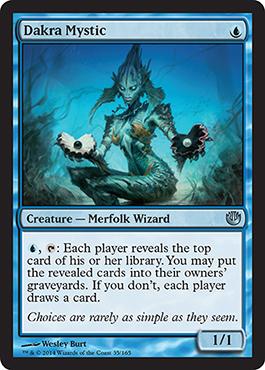 Dakra Mystic
Creature — Merfolk Wizard
: Each player reveals the top
card of his or her library. You may put
the revealed cards into their owners'
graveyards. If you don't, each player
draws a card.
Choices are rarely as simple as they seem.
1/1
Wesley Burt
™ & © 2014 Wizards of the Coast 35/165